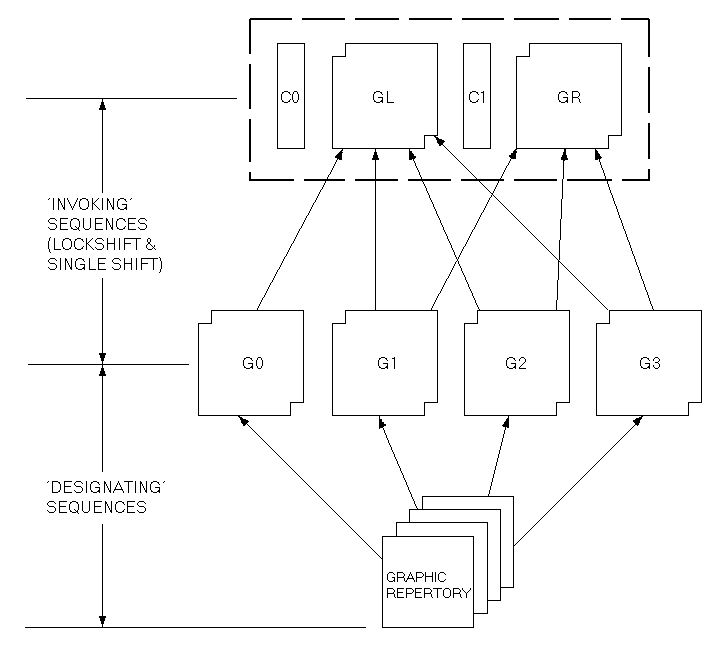 C0
GL
C1
GR
´INVOKING´
SEQUENCES
(LOCKSHIFT &
SINGLE SHIFT)
G0
G1
G2
G3
´DESIGNATING´
SEQUENCES
GRAPHIC
REPERTORY